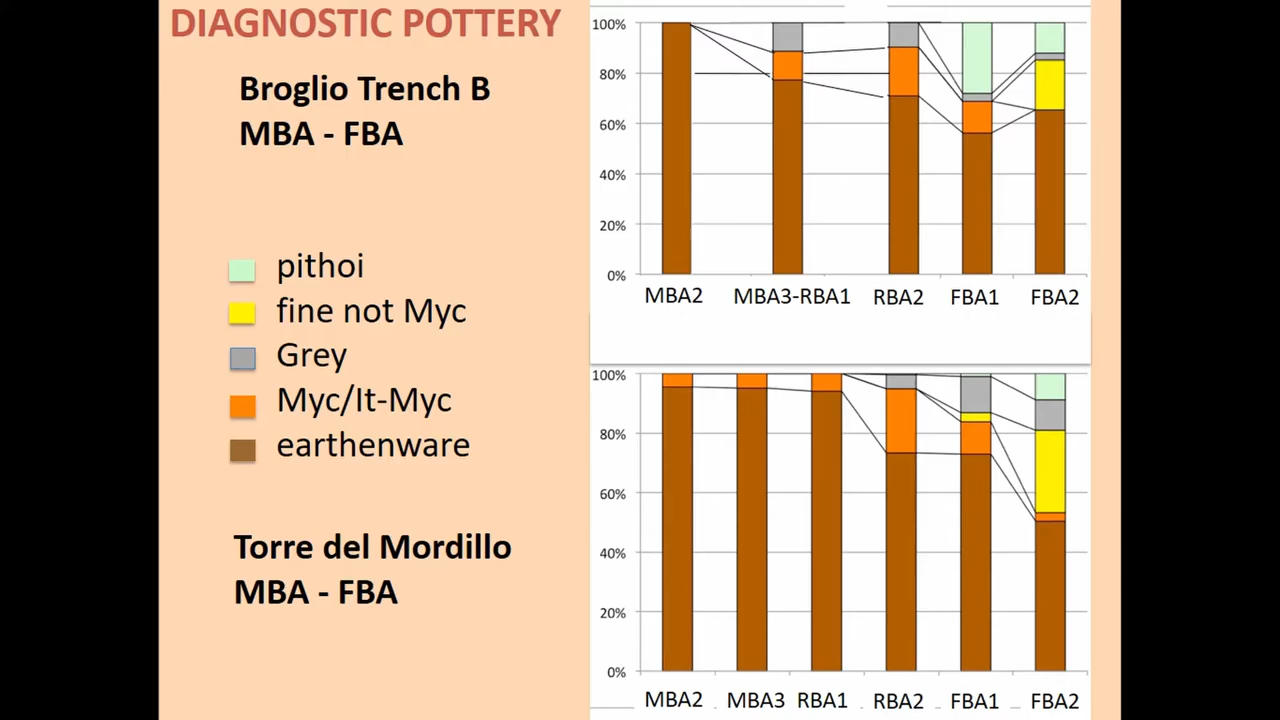 DIAGNOSTIC POTTERY
Broglio Trench B
MBA - FBA
pithoi
fine not Myc
Grey
Myc/It-Myc
earthenware
Torre del Mordillo
MBA - FBA
100%
80%
60%
40%
20%
0%
MBA2 MBA3-RBA1 RBA2 FBA1 FBA2
100%
80%
60%
40%
20%
0%
MBA2 MBA3 RBA1 RBA2 FBA1 FBA2